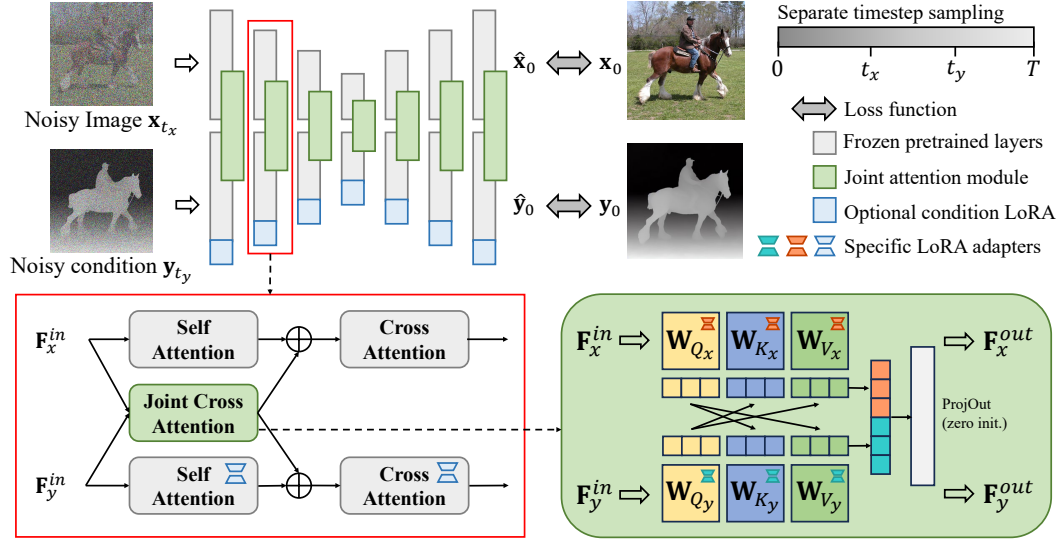 Noisy Image x_{t_x}
Noisy condition y_{t_y}
x̂_0
x_0
ŷ_0
y_0
Separate timestep sampling
0 t_x t_y T
Loss function
Frozen pretrained layers
Joint attention module
Optional condition LoRA
Specific LoRA adapters
F_x^{in}
Self
Attention
Cross
Attention
Joint Cross
Attention
F_y^{in}
Self
Attention
Cross
Attention
F_x^{in}
W_{Q_x} W_{K_x} W_{V_x}
F_x^{out}
ProjOut
(zero init.)
F_y^{in}
W_{Q_y} W_{K_y} W_{V_y}
F_y^{out}